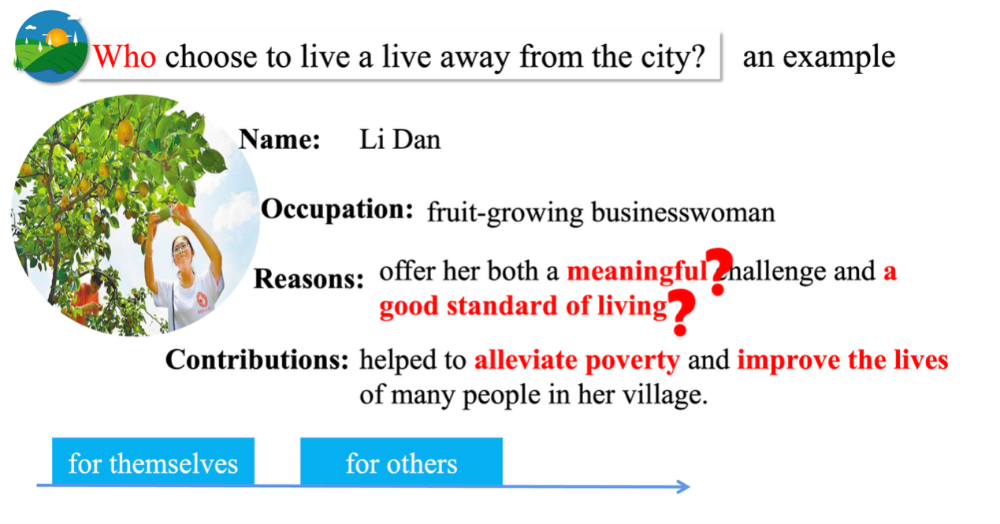 Who choose to live a live away from the city? an example
Name: Li Dan
Occupation: fruit-growing businesswoman
Reasons: offer her both a meaningful? challenge and a
good standard of living?
Contributions: helped to alleviate poverty and improve the lives
of many people in her village.
for themselves for others